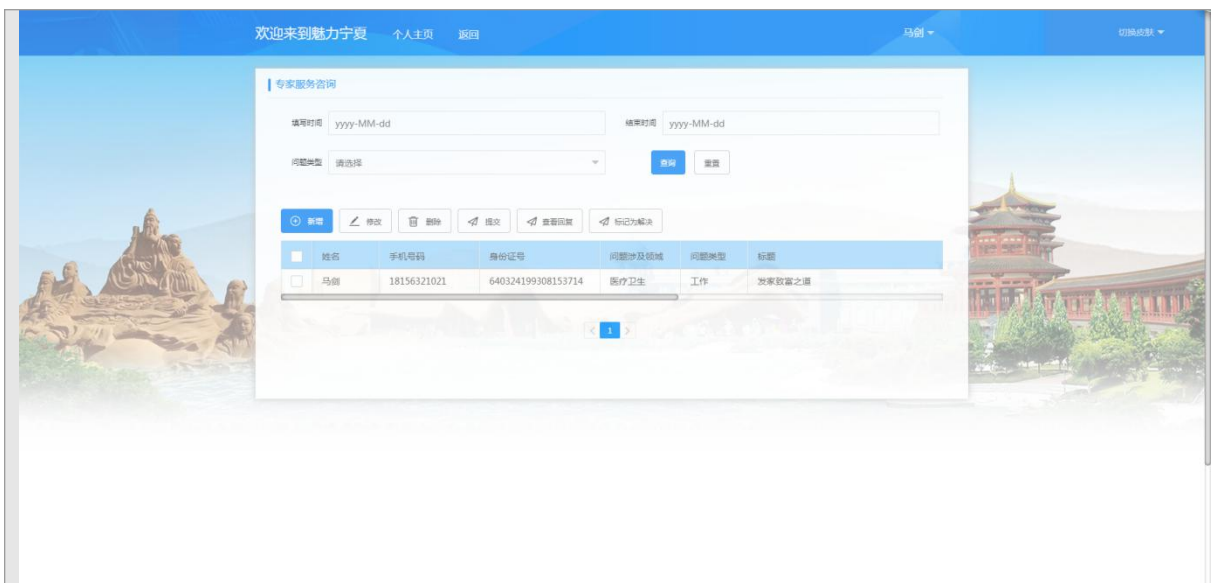 欢迎来到魅力宁夏 个人主页 返回 马剑 切换皮肤
专家服务咨询
填写时间 yyyy-MM-dd 结束时间 yyyy-MM-dd
问题类型 请选择 查询 重置
新增 修改 删除 提交 查看回复 标记为解决
姓名 手机号码 身份证号 问题涉及领域 问题类型 标题
马剑 18156321021 640324199308153714 医疗卫生 工作 发家致富之道
1